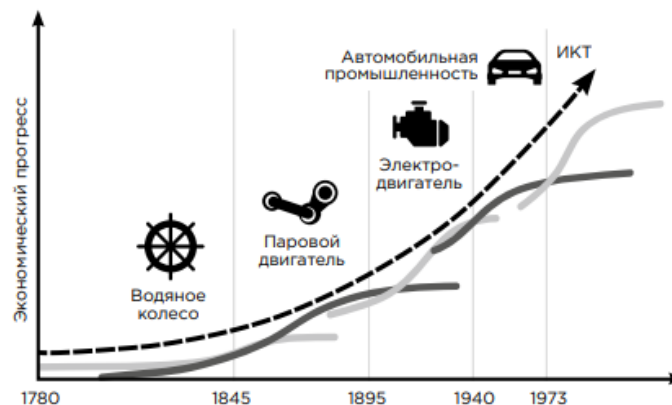 Экономический прогресс
Водяное
колесо
Паровой
двигатель
Электро-
двигатель
Автомобильная
промышленность
ИКТ
1780 1845 1895 1940 1973